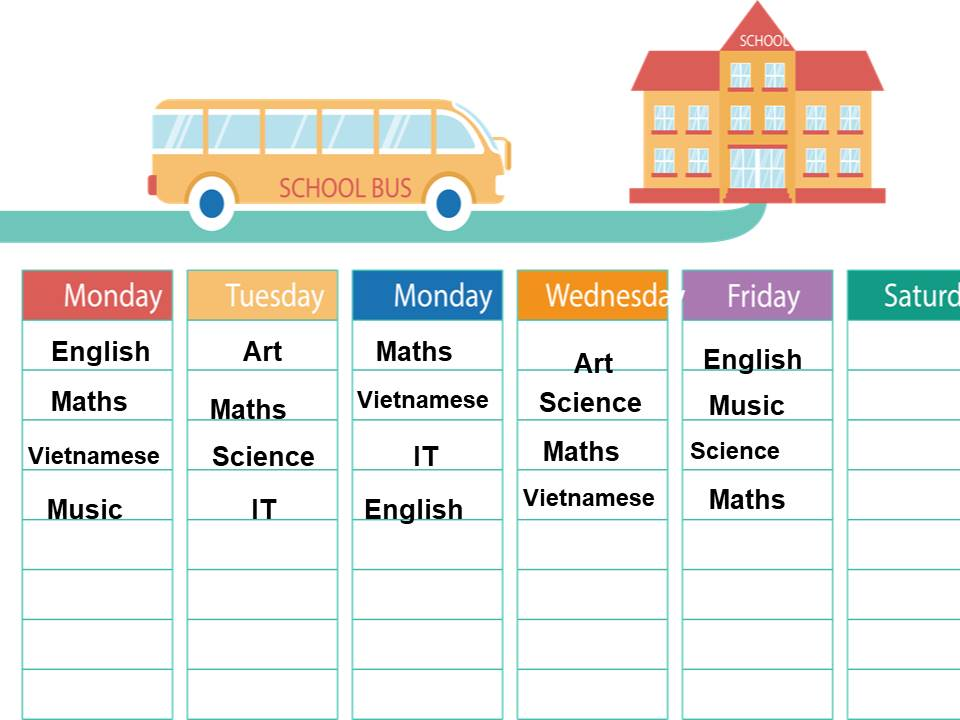 SCHOOL
SCHOOL BUS
Monday Tuesday Monday Wednesday Friday Saturd
English Art Maths Art English
Maths Maths Vietnamese Science Music
Vietnamese Science IT Maths Science
Music IT English Vietnamese Maths